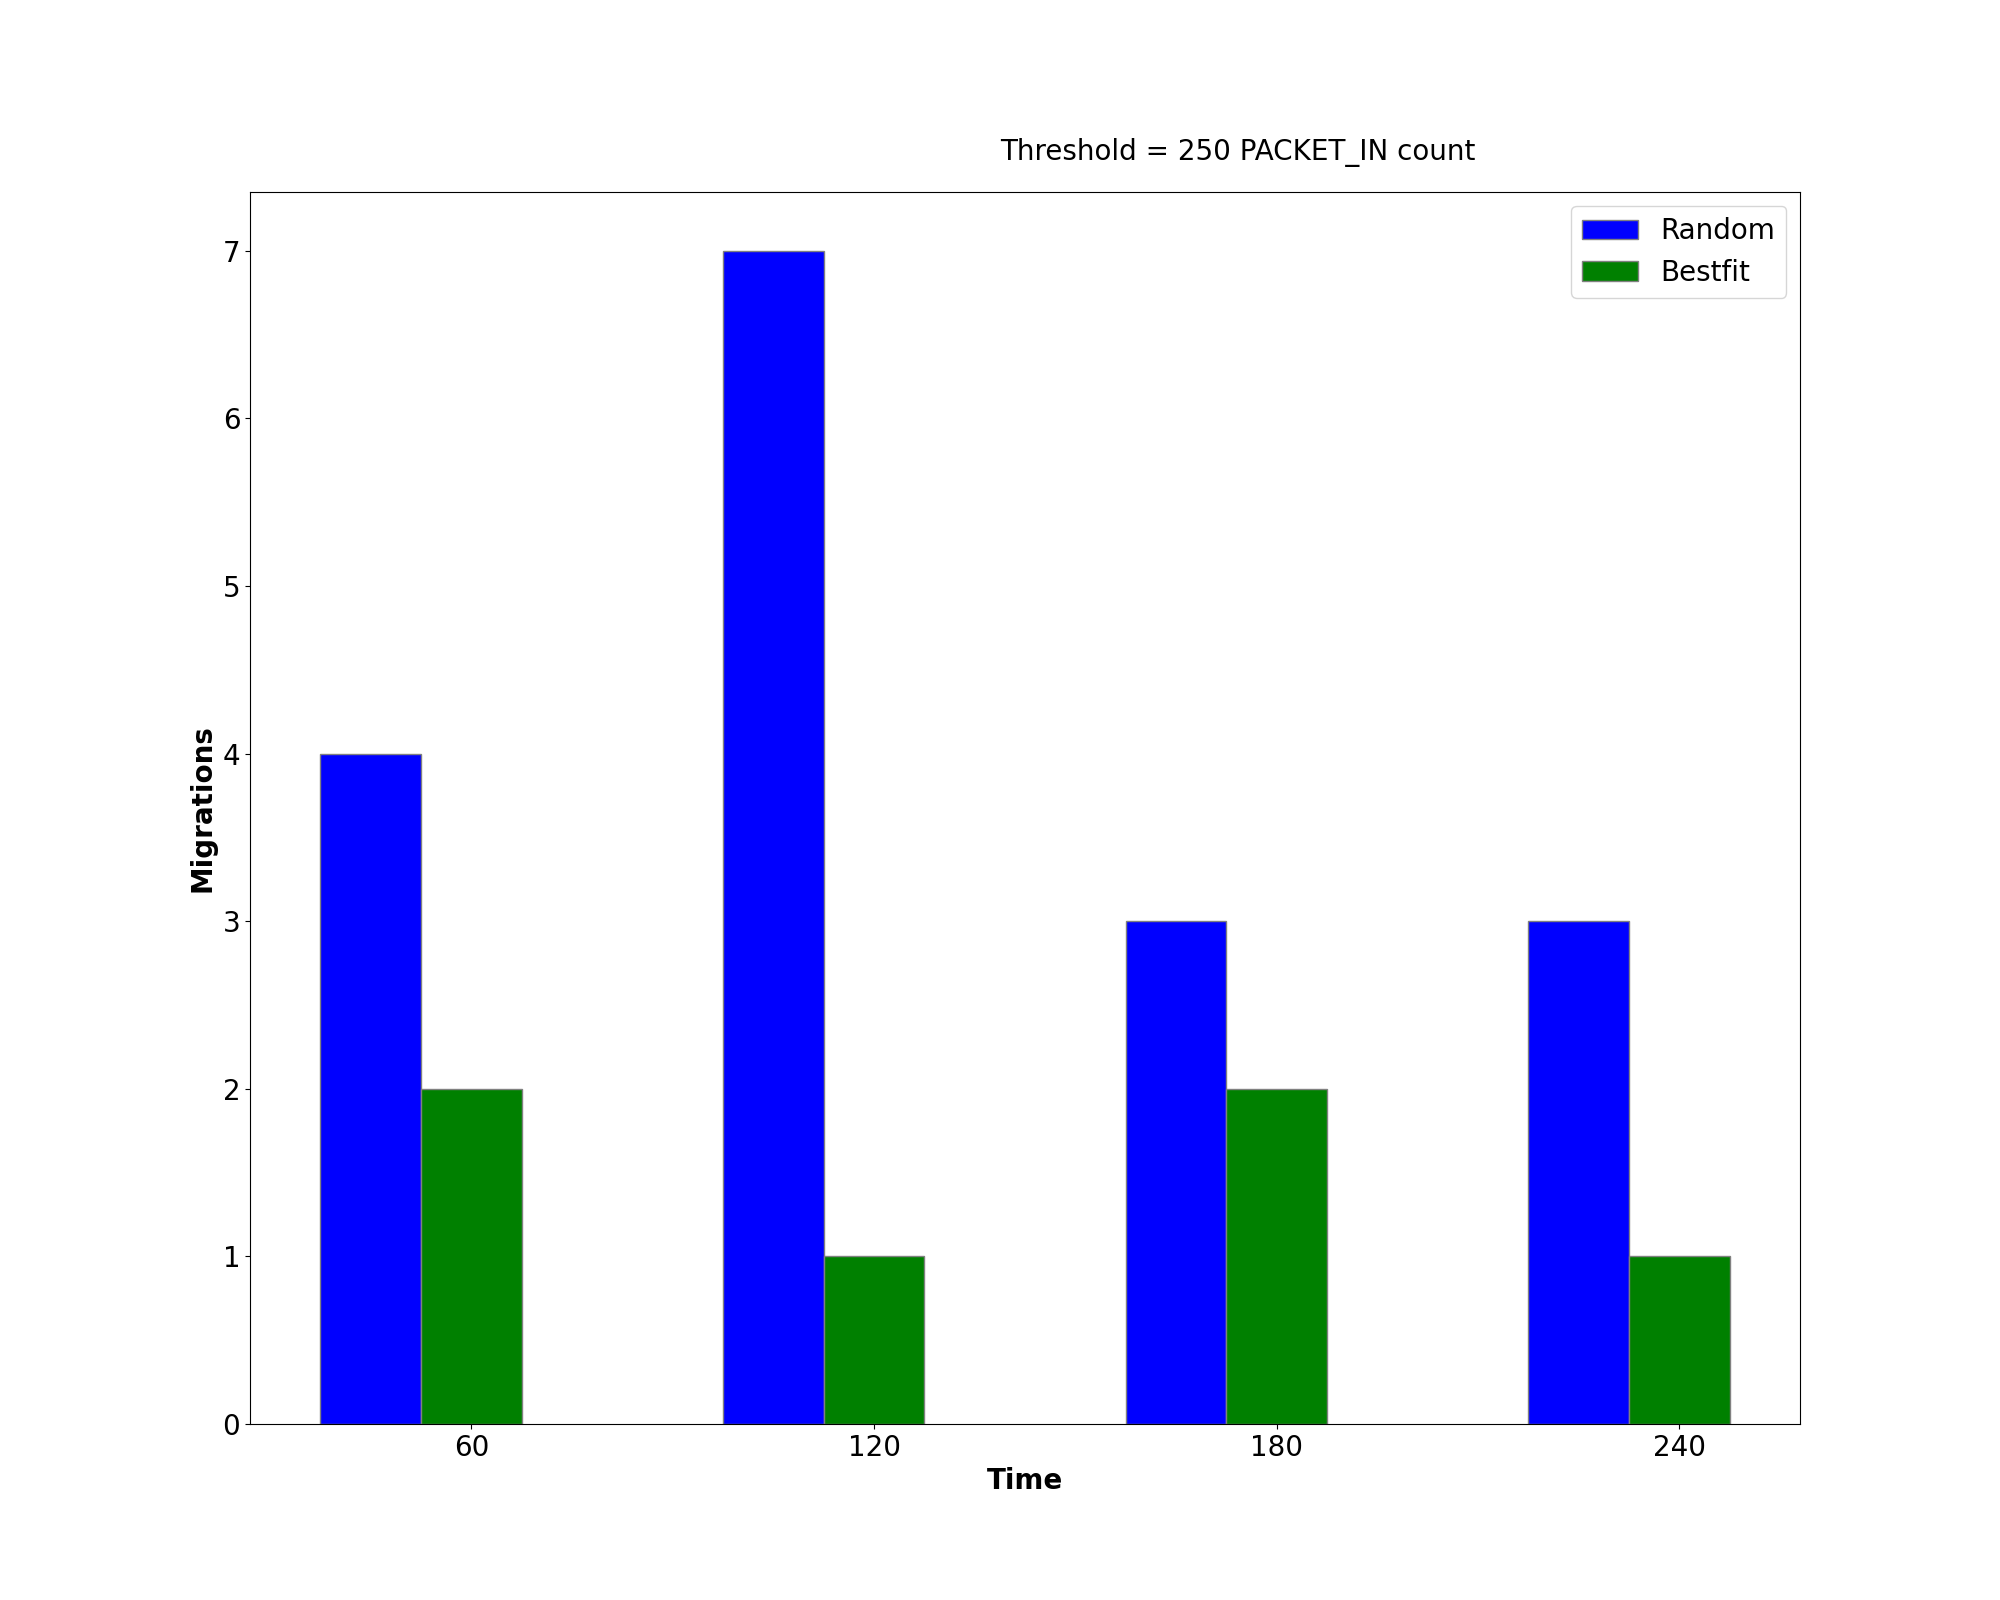 Threshold = 250 PACKET_IN count
Random
Bestfit
7
6
5
4
3
2
1
0
Migrations
60 120 180 240
Time